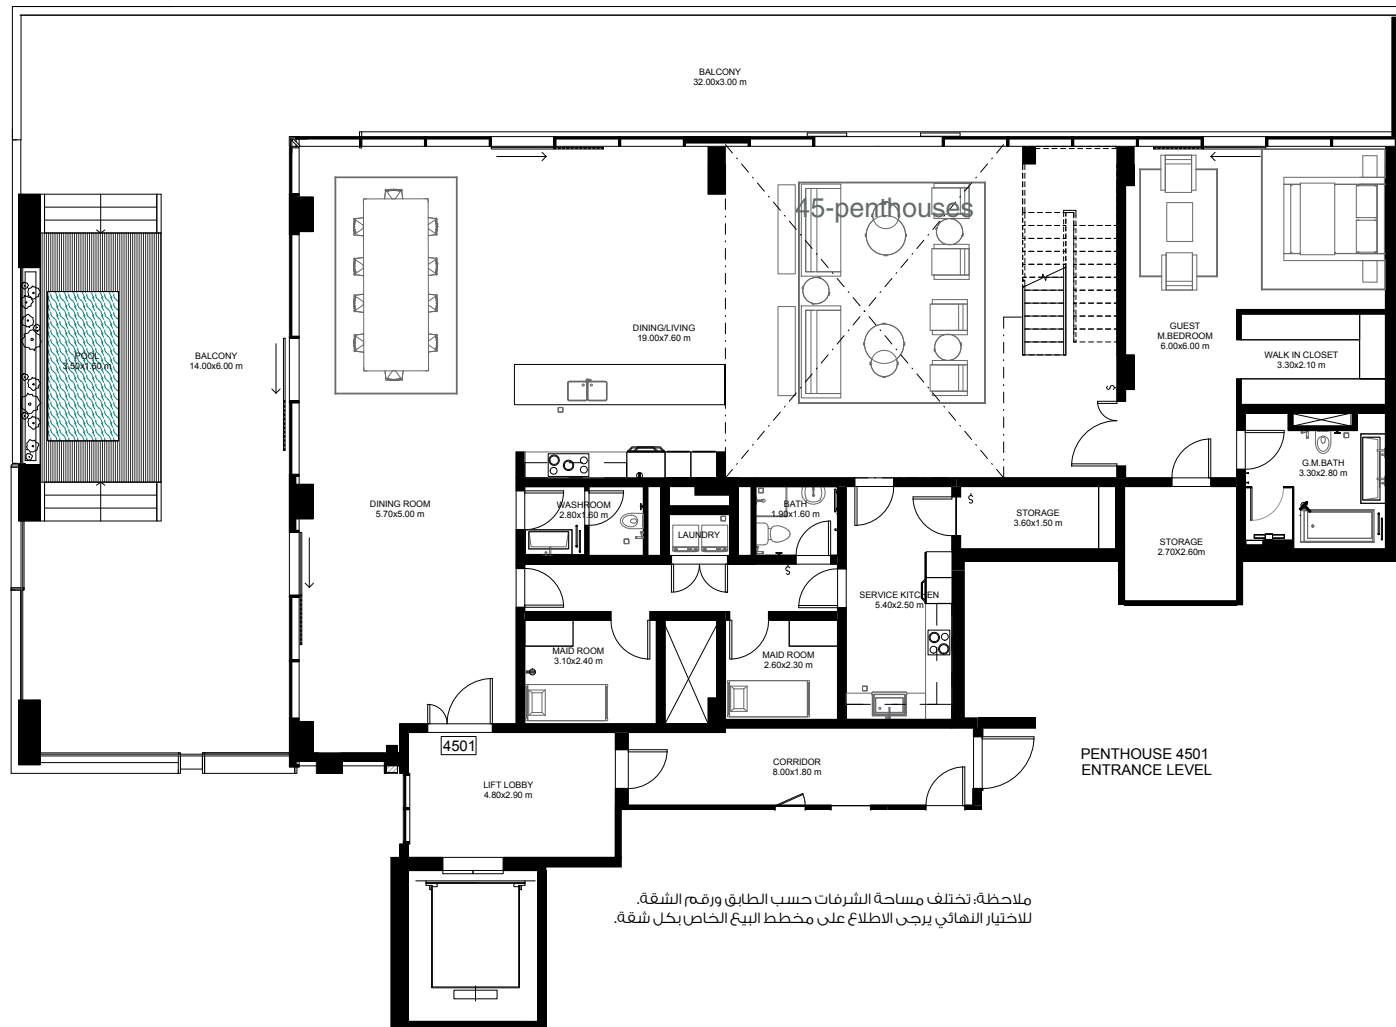 BALCONY
32.00x3.00 m
45-penthouses
DINING/LIVING
19.00x7.60 m
GUEST
M.BEDROOM
6.00x6.00 m
WALK IN CLOSET
3.30x2.10 m
POOL
3.50x1.60 m
BALCONY
14.00x6.00 m
G.M.BATH
3.30x2.80 m
DINING ROOM
5.70x5.00 m
WASHROOM
2.80x1.60 m
LAUNDRY
BATH
1.90x1.60 m
STORAGE
3.60x1.50 m
STORAGE
2.70X2.60m
SERVICE KITCHEN
5.40x2.50 m
MAID ROOM
3.10x2.40 m
MAID ROOM
2.60x2.30 m
4501
LIFT LOBBY
4.80x2.90 m
CORRIDOR
8.00x1.80 m
PENTHOUSE 4501
ENTRANCE LEVEL
ملاحظة: تختلف مساحة الشرفات حسب الطابق ورقم الشقة.
للاختيار النهائي يرجى الاطلاع على مخطط البيع الخاص بكل شقة.